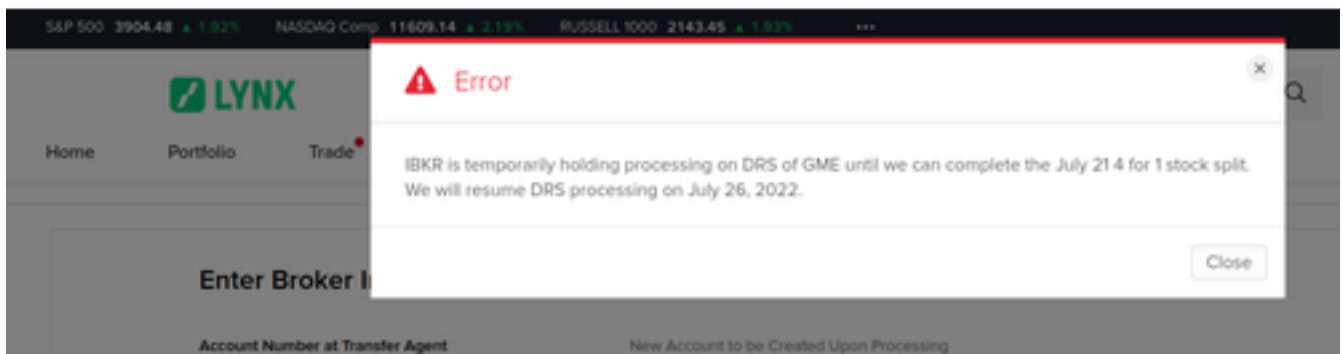 S&P 500 3904.48 ▲ 1.92% NASDAQ Comp 11609.14 ▲ 2.19% RUSSELL 1000 2143.45 ▲ 1.93% •••
Error
×
LYNX
Home Portfolio Trade
IBKR is temporarily holding processing on DRS of GME until we can complete the July 21 4 for 1 stock split.
We will resume DRS processing on July 26, 2022.
Close
Enter Broker
Account Number at Transfer Agent New Account to be Created Upon Processing